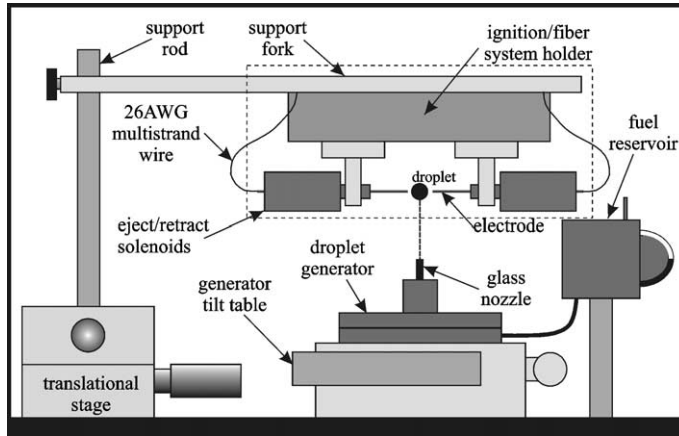 support
rod
support
fork
ignition/fiber
system holder
26AWG
multistrand
wire
fuel
reservoir
droplet
eject/retract
solenoids
electrode
droplet
generator
glass
nozzle
generator
tilt table
translational
stage